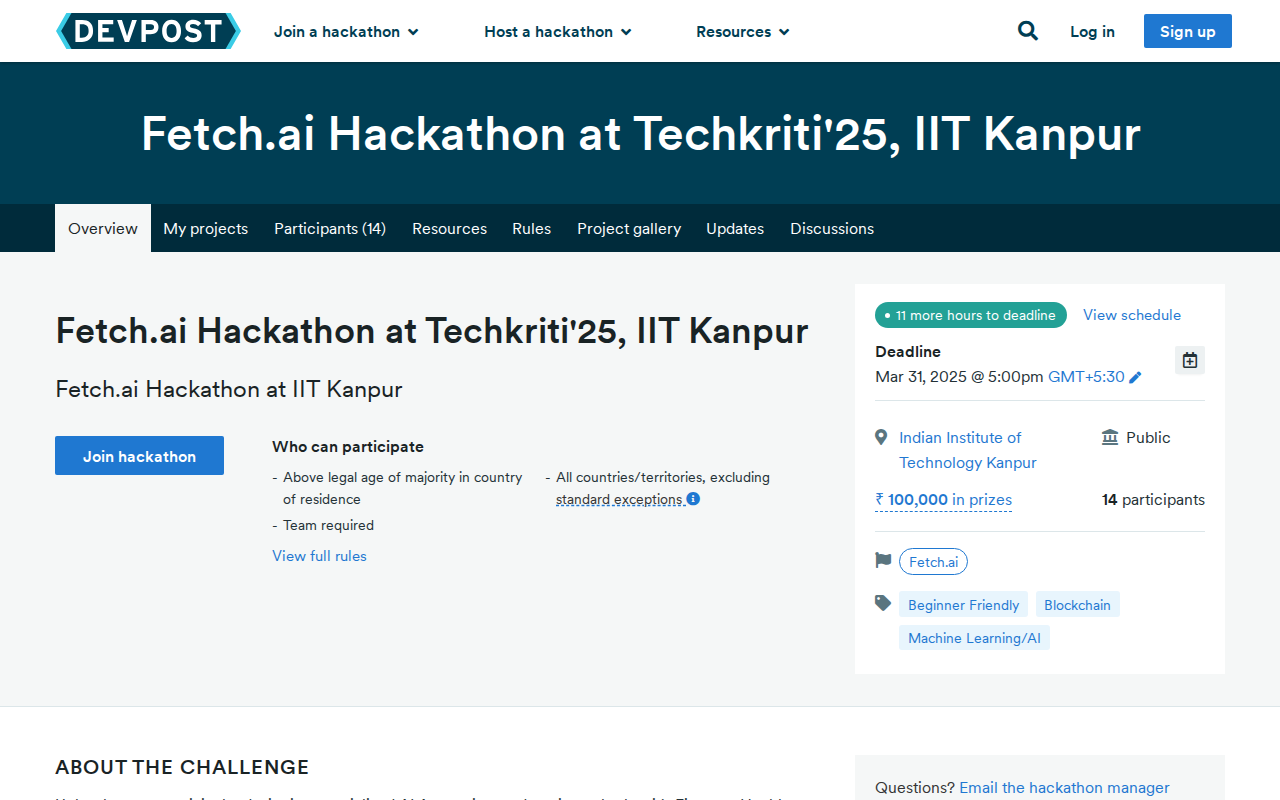 DEVPOST
Join a hackathon
Host a hackathon
Resources
Log in
Sign up
Fetch.ai Hackathon at Techkriti'25, IIT Kanpur
Overview
My projects
Participants (14)
Resources
Rules
Project gallery
Updates
Discussions
Fetch.ai Hackathon at Techkriti'25, IIT Kanpur
Fetch.ai Hackathon at IIT Kanpur
Join hackathon
Who can participate
- Above legal age of majority in country
of residence
- Team required
- All countries/territories, excluding
standard exceptions
View full rules
11 more hours to deadline
View schedule
Deadline
Mar 31, 2025 @ 5:00pm GMT+5:30
Indian Institute of
Technology Kanpur
Public
₹ 100,000 in prizes
14 participants
Fetch.ai
Beginner Friendly
Blockchain
Machine Learning/AI
ABOUT THE CHALLENGE
Questions? Email the hackathon manager